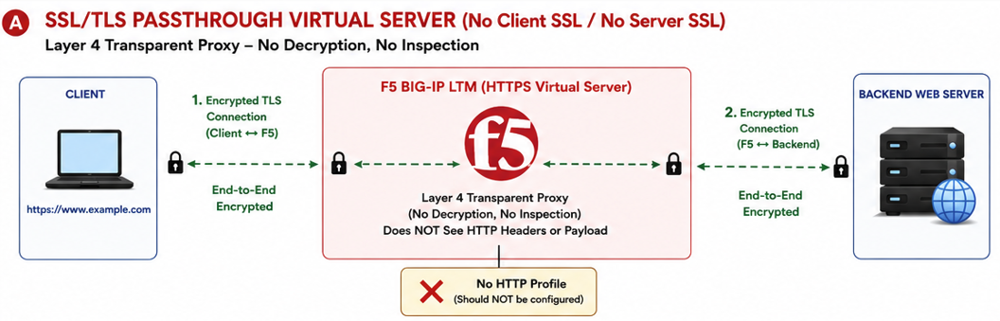 A
SSL/TLS PASSTHROUGH VIRTUAL SERVER (No Client SSL / No Server SSL)
Layer 4 Transparent Proxy – No Decryption, No Inspection
CLIENT
https://www.example.com
1. Encrypted TLS
Connection
(Client ↔ F5)
End-to-End
Encrypted
F5 BIG-IP LTM (HTTPS Virtual Server)
f5
Layer 4 Transparent Proxy
(No Decryption, No Inspection)
Does NOT See HTTP Headers or Payload
No HTTP Profile
(Should NOT be configured)
2. Encrypted TLS
Connection
(F5 ↔ Backend)
End-to-End
Encrypted
BACKEND WEB SERVER